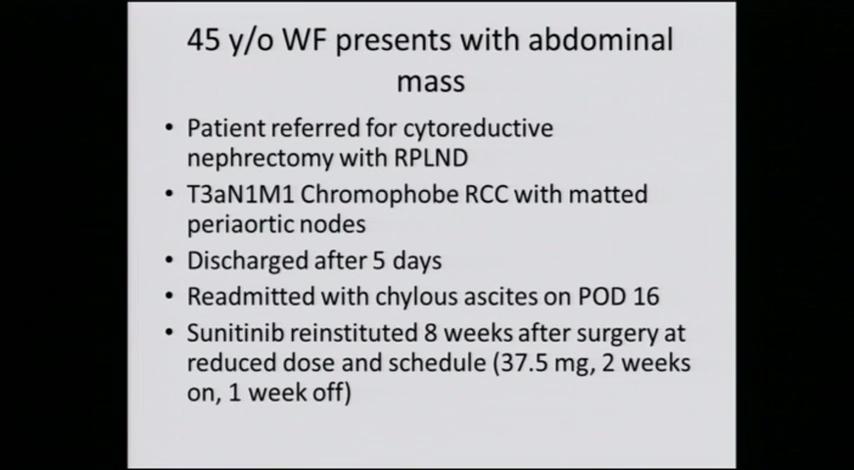 45 y/o WF presents with abdominal
mass
• Patient referred for cytoreductive
nephrectomy with RPLND
• T3aN1M1 Chromophobe RCC with matted
periaortic nodes
• Discharged after 5 days
• Readmitted with chylous ascites on POD 16
• Sunitinib reinstituted 8 weeks after surgery at
reduced dose and schedule (37.5 mg, 2 weeks
on, 1 week off)